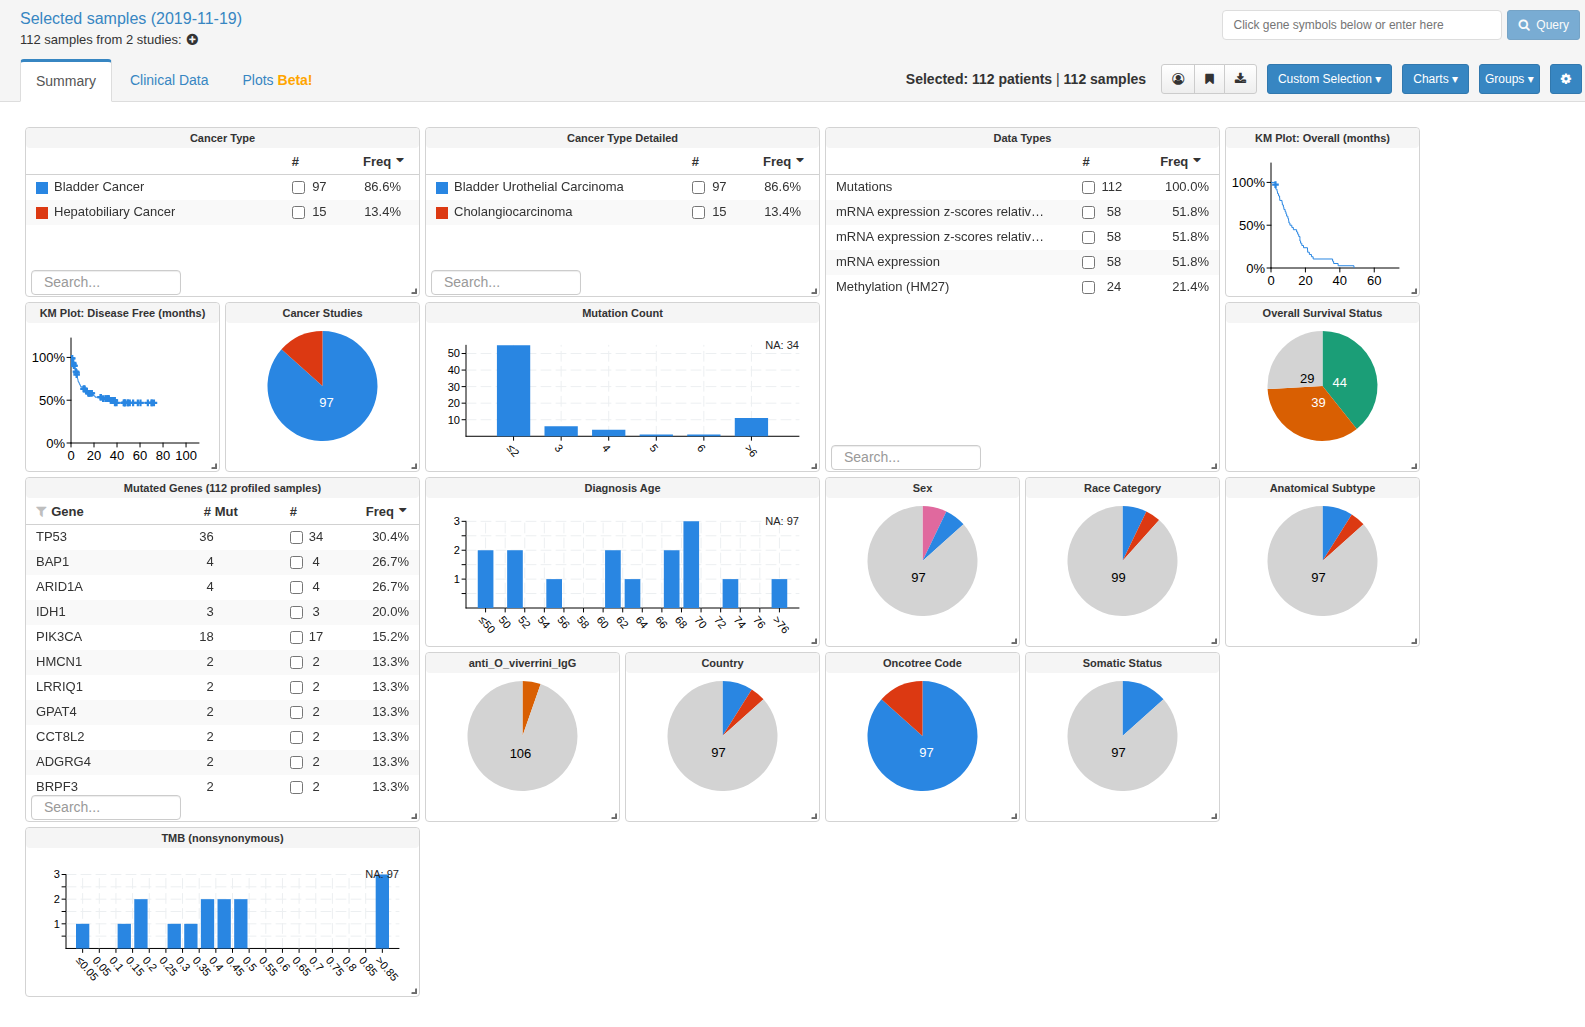 Selected samples (2019-11-19)
112 samples from 2 studies:
Click gene symbols below or enter here
Query
Summary
Clinical Data
Plots Beta!
Selected: 112 patients | 112 samples
Custom Selection ▾
Charts ▾
Groups ▾
Cancer Type
# Freq
Bladder Cancer 97 86.6%
Hepatobiliary Cancer 15 13.4%
Search...
Cancer Type Detailed
# Freq
Bladder Urothelial Carcinoma 97 86.6%
Cholangiocarcinoma 15 13.4%
Search...
Data Types
# Freq
Mutations 112 100.0%
mRNA expression z-scores relativ… 58 51.8%
mRNA expression z-scores relativ… 58 51.8%
mRNA expression 58 51.8%
Methylation (HM27) 24 21.4%
Search...
KM Plot: Overall (months)
100%
50%
0%
0 20 40 60
KM Plot: Disease Free (months)
100%
50%
0%
0 20 40 60 80 100
Cancer Studies
97
Mutation Count
NA: 34
50
40
30
20
10
≤2 3 4 5 6 >6
Overall Survival Status
29
44
39
Mutated Genes (112 profiled samples)
Gene # Mut # Freq
TP53 36 34 30.4%
BAP1 4 4 26.7%
ARID1A 4 4 26.7%
IDH1 3 3 20.0%
PIK3CA 18 17 15.2%
HMCN1 2 2 13.3%
LRRIQ1 2 2 13.3%
GPAT4 2 2 13.3%
CCT8L2 2 2 13.3%
ADGRG4 2 2 13.3%
BRPF3 2 2 13.3%
Search...
Diagnosis Age
NA: 97
3
2
1
≤50 50 52 54 56 58 60 62 64 66 68 70 72 74 76 >76
Sex
97
Race Category
99
Anatomical Subtype
97
anti_O_viverrini_IgG
106
Country
97
Oncotree Code
97
Somatic Status
97
TMB (nonsynonymous)
NA: 97
3
2
1
≤0.05 0.05 0.1 0.15 0.2 0.25 0.3 0.35 0.4 0.45 0.5 0.55 0.6 0.65 0.7 0.75 0.8 0.85 >0.85